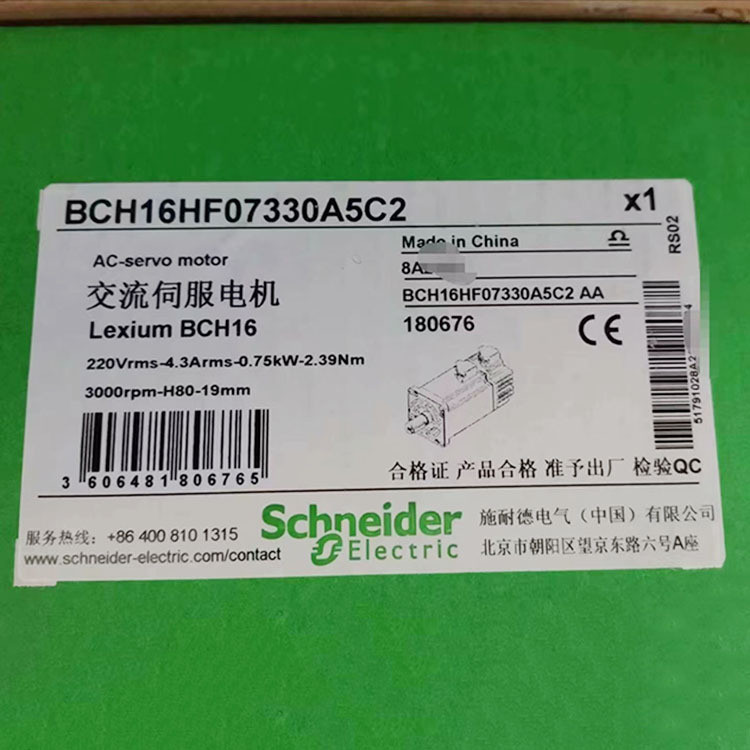 BCH16HF07330A5C2
x1
AC-servo motor
交流伺服电机
Lexium BCH16
220Vrms-4.3Arms-0.75kW-2.39Nm
3000rpm-H80-19mm
3 606481 806765
Made in China
BCH16HF07330A5C2 AA
180676
CE
RS02
合格证 产品合格 准予出厂 检验QC
服务热线: +86 400 810 1315
www.schneider-electric.com/contact
Schneider
Electric
施耐德电气（中国）有限公司
北京市朝阳区望京东路六号A座